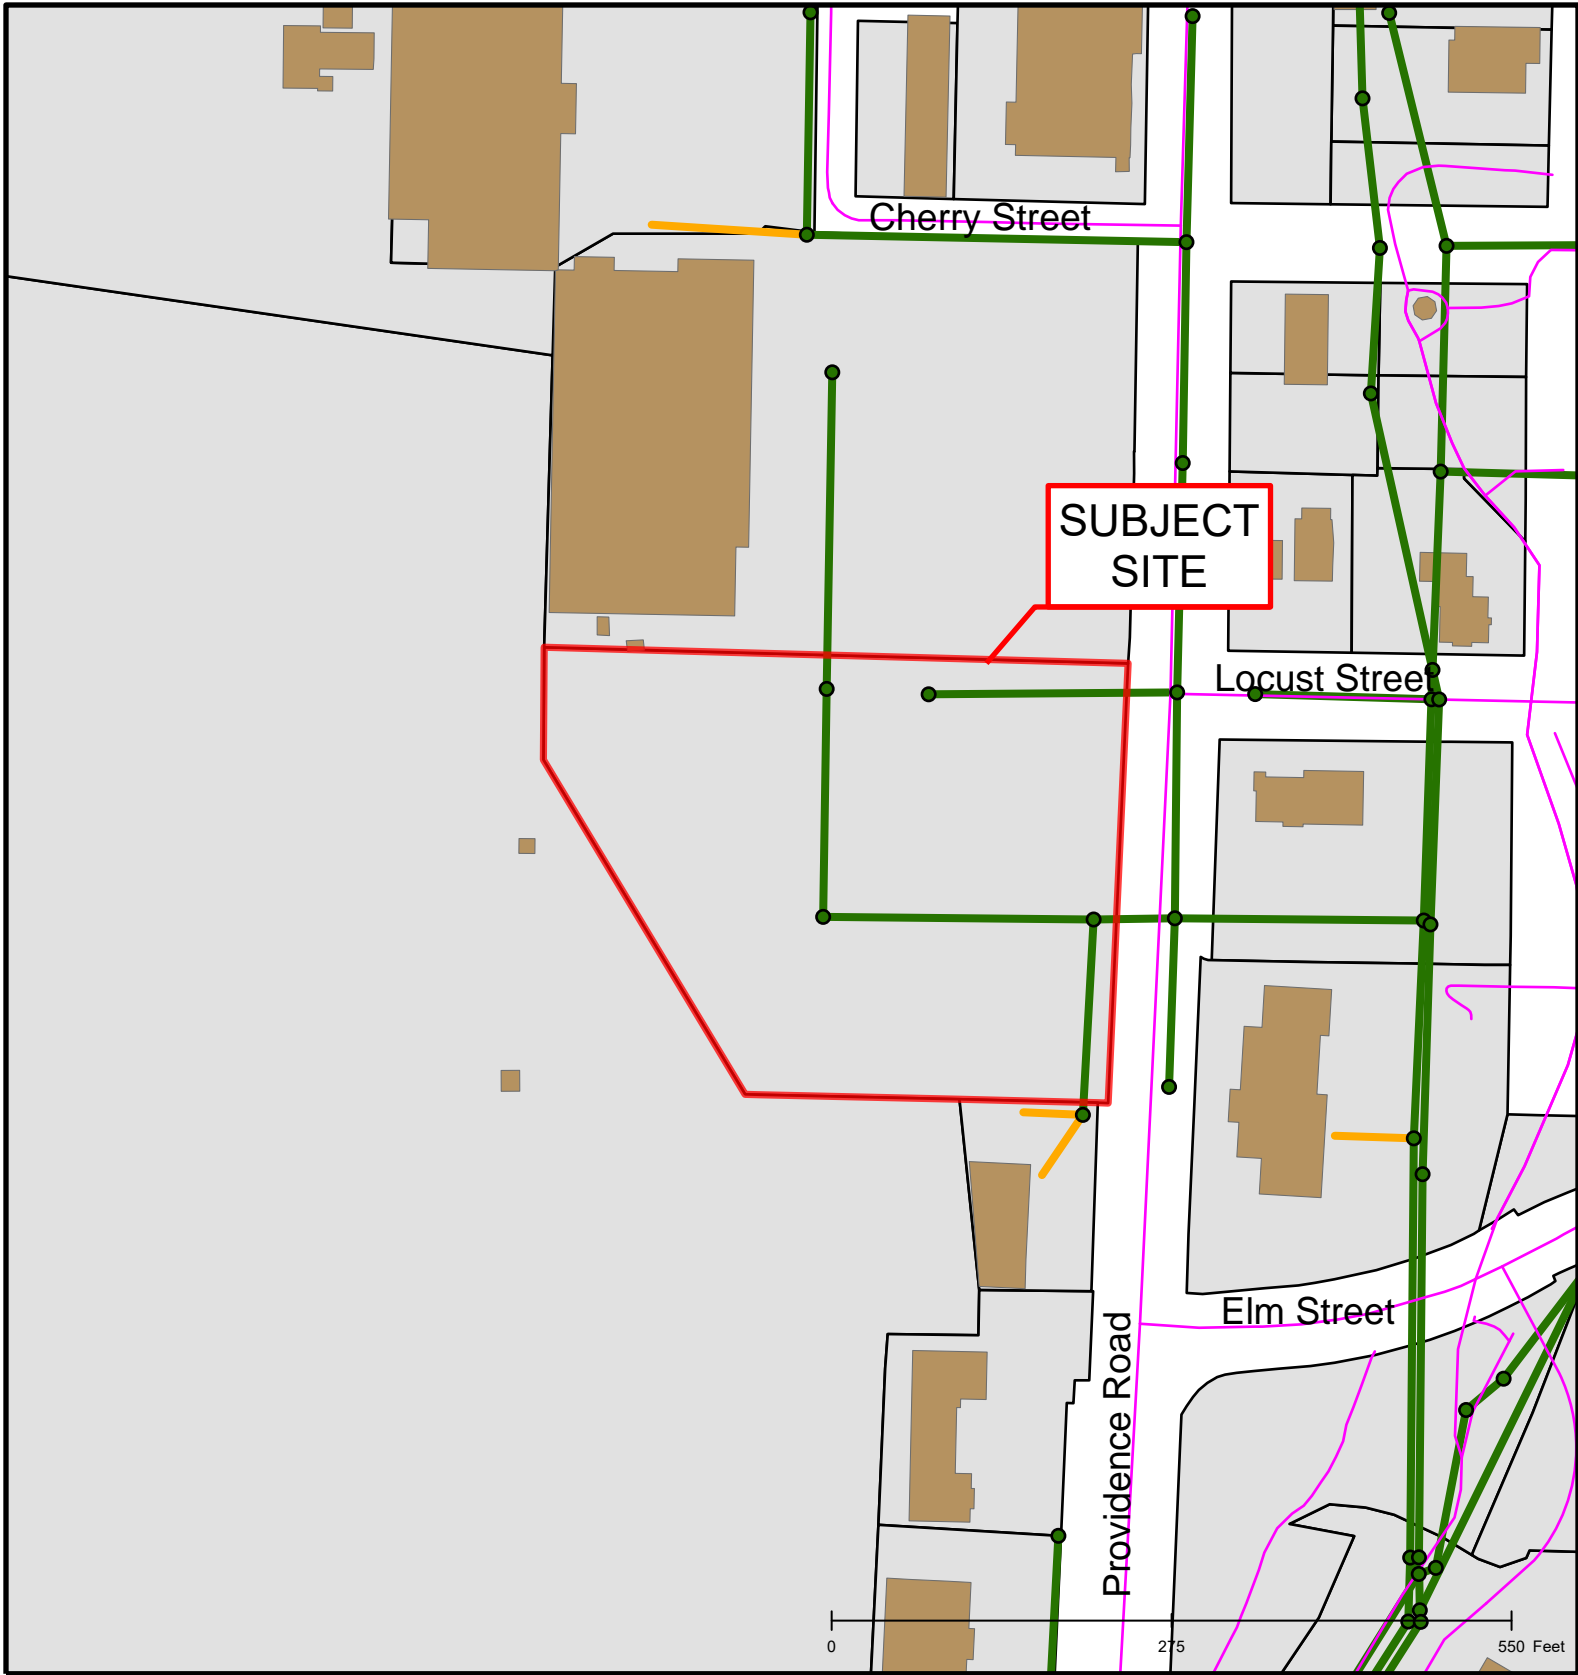 Cherry Street
SUBJECT
SITE
Locust Street
Elm Street
Providence Road
0 275 550 Feet